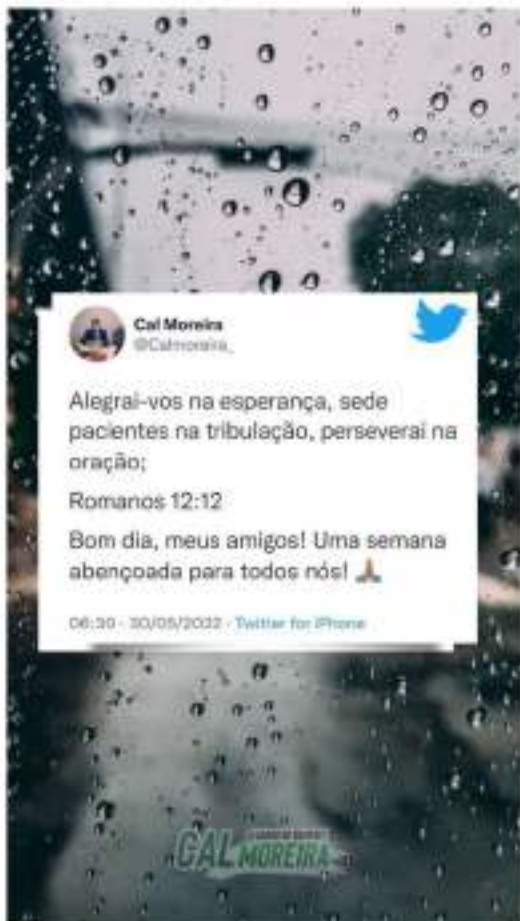 Cal Moreira
@Calmoreira_
Alegrai-vos na esperança, sede
pacientes na tribulação, perseverai na
oração;
Romanos 12:12
Bom dia, meus amigos! Uma semana
abençoada para todos nós! 🙏🏽
06:30 · 30/05/2022 · Twitter for iPhone
CAL MOREIRA